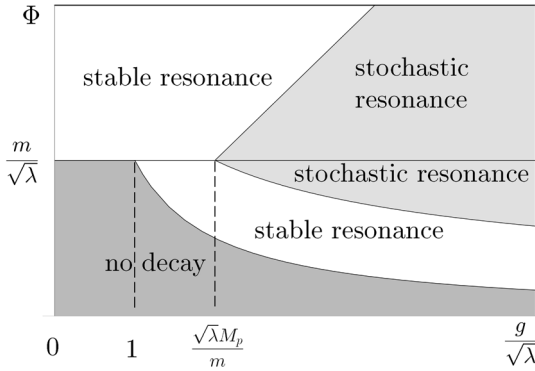 Φ
stable resonance
stochastic
resonance
m
√λ
stochastic resonance
stable resonance
no decay
0
1
√λM_p
m
g
√λ